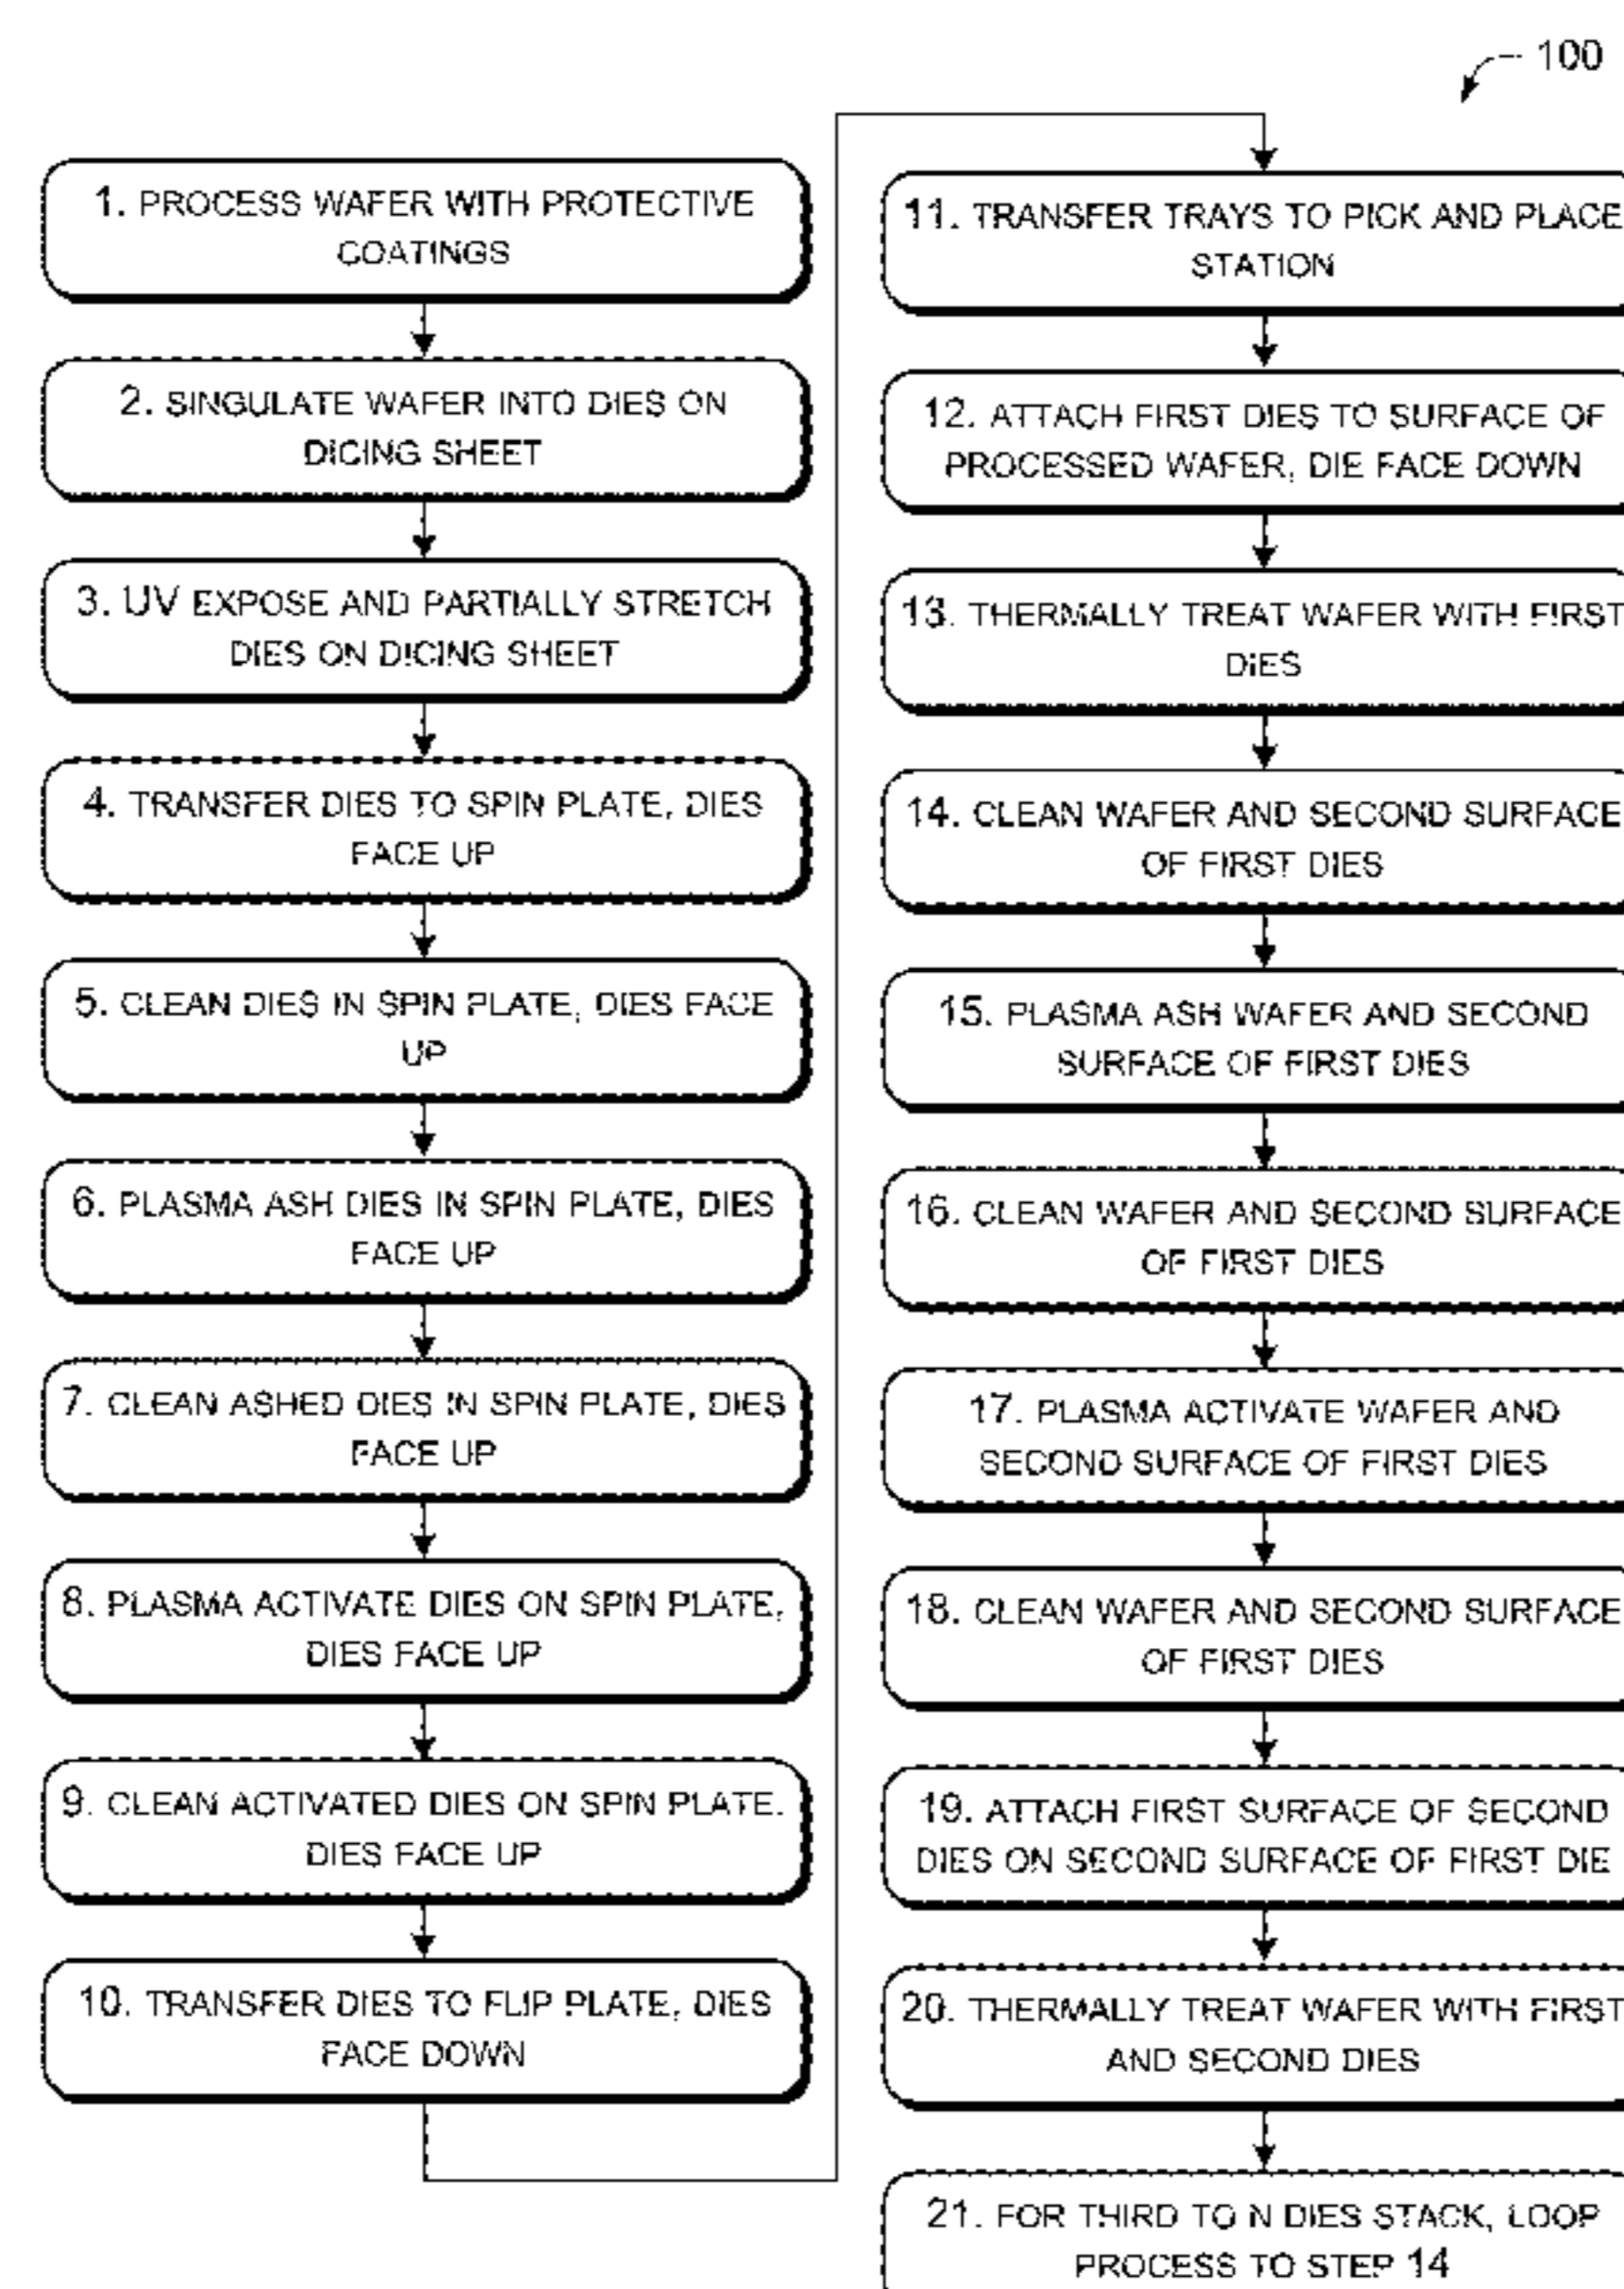 100
1. PROCESS WAFER WITH PROTECTIVE
COATINGS
2. SINGULATE WAFER INTO DIES ON
DICING SHEET
3. UV EXPOSE AND PARTIALLY STRETCH
DIES ON DICING SHEET
4. TRANSFER DIES TO SPIN PLATE, DIES
FACE UP
5. CLEAN DIES IN SPIN PLATE, DIES FACE
UP
6. PLASMA ASH DIES IN SPIN PLATE, DIES
FACE UP
7. CLEAN ASHED DIES IN SPIN PLATE, DIES
FACE UP
8. PLASMA ACTIVATE DIES ON SPIN PLATE,
DIES FACE UP
9. CLEAN ACTIVATED DIES ON SPIN PLATE.
DIES FACE UP
10. TRANSFER DIES TO FLIP PLATE, DIES
FACE DOWN
11. TRANSFER TRAYS TO PICK AND PLACE
STATION
12. ATTACH FIRST DIES TO SURFACE OF
PROCESSED WAFER, DIE FACE DOWN
13. THERMALLY TREAT WAFER WITH FIRST
DIES
14. CLEAN WAFER AND SECOND SURFACE
OF FIRST DIES
15. PLASMA ASH WAFER AND SECOND
SURFACE OF FIRST DIES
16. CLEAN WAFER AND SECOND SURFACE
OF FIRST DIES
17. PLASMA ACTIVATE WAFER AND
SECOND SURFACE OF FIRST DIES
18. CLEAN WAFER AND SECOND SURFACE
OF FIRST DIES
19. ATTACH FIRST SURFACE OF SECOND
DIES ON SECOND SURFACE OF FIRST DIE
20. THERMALLY TREAT WAFER WITH FIRST
AND SECOND DIES
21. FOR THIRD TO N DIES STACK, LOOP
PROCESS TO STEP 14